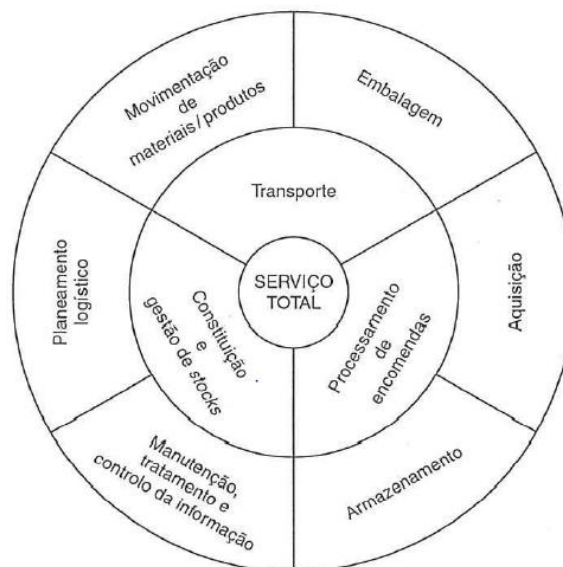 Movimentação
de
materiais / produtos
Embalagem
Transporte
Planeamento
logístico
SERVIÇO
TOTAL
Aquisição
Constituição
e
gestão de stocks
Processamento
de
encomendas
Manutenção,
tratamento e
controlo da informação
Armazenamento